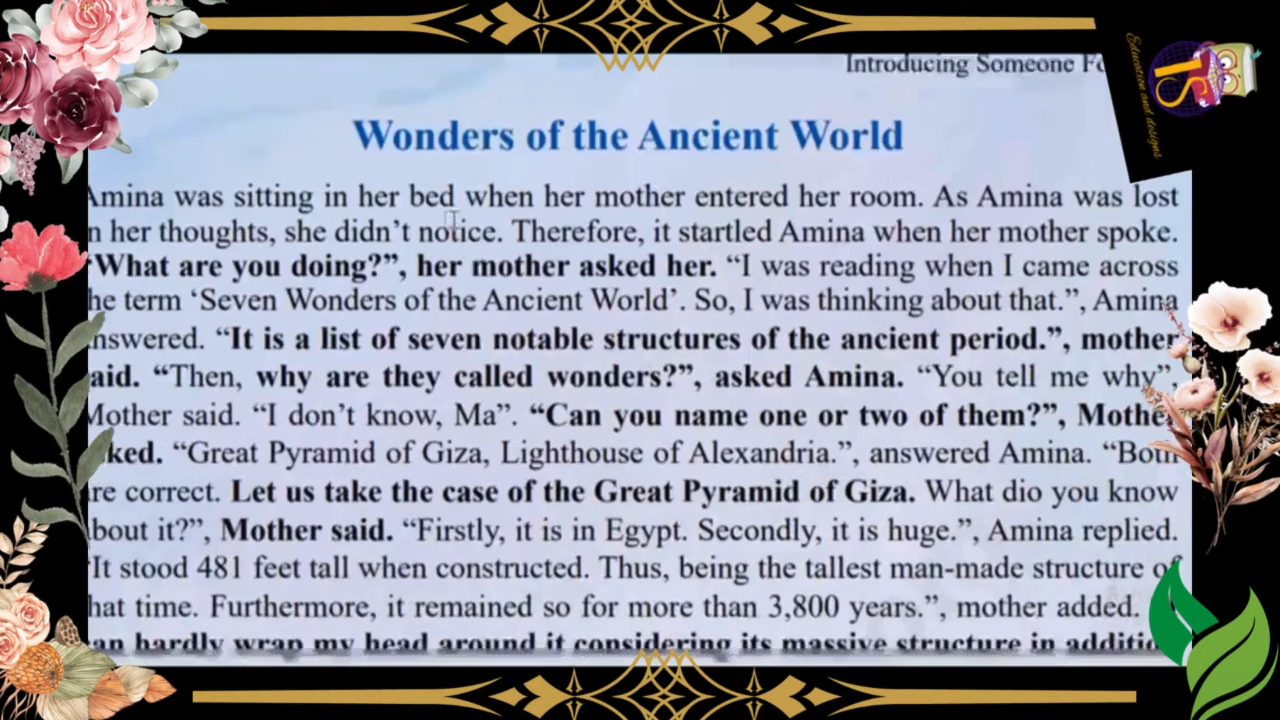 Introducing Someone Fo
Education and designs
Wonders of the Ancient World
Amina was sitting in her bed when her mother entered her room. As Amina was lost
n her thoughts, she didn’t notice. Therefore, it startled Amina when her mother spoke.
“What are you doing?”, her mother asked her. “I was reading when I came across
he term ‘Seven Wonders of the Ancient World’. So, I was thinking about that.”, Amina
nswered. “It is a list of seven notable structures of the ancient period.”, mother
aid. “Then, why are they called wonders?”, asked Amina. “You tell me why”,
Mother said. “I don’t know, Ma”. “Can you name one or two of them?”, Mother
ked. “Great Pyramid of Giza, Lighthouse of Alexandria.”, answered Amina. “Both
re correct. Let us take the case of the Great Pyramid of Giza. What dio you know
bout it?”, Mother said. “Firstly, it is in Egypt. Secondly, it is huge.”, Amina replied.
“It stood 481 feet tall when constructed. Thus, being the tallest man-made structure of
hat time. Furthermore, it remained so for more than 3,800 years.”, mother added.
an hardly wrap my head around it considering its massive structure in additio